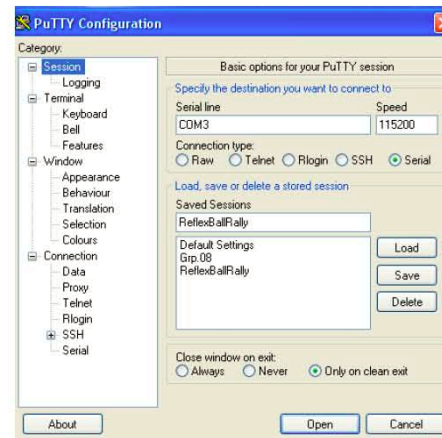 PuTTY Configuration
Category:
Session
Logging
Terminal
Keyboard
Bell
Features
Window
Appearance
Behaviour
Translation
Selection
Colours
Connection
Data
Proxy
Telnet
Rlogin
SSH
Serial
Basic options for your PuTTY session
Specify the destination you want to connect to
Serial line Speed
COM3 115200
Connection type:
Raw Telnet Rlogin SSH Serial
Load, save or delete a stored session
Saved Sessions
ReflexBallRally
Default Settings
Grp.08
ReflexBallRally
Load
Save
Delete
Close window on exit:
Always Never Only on clean exit
About Open Cancel